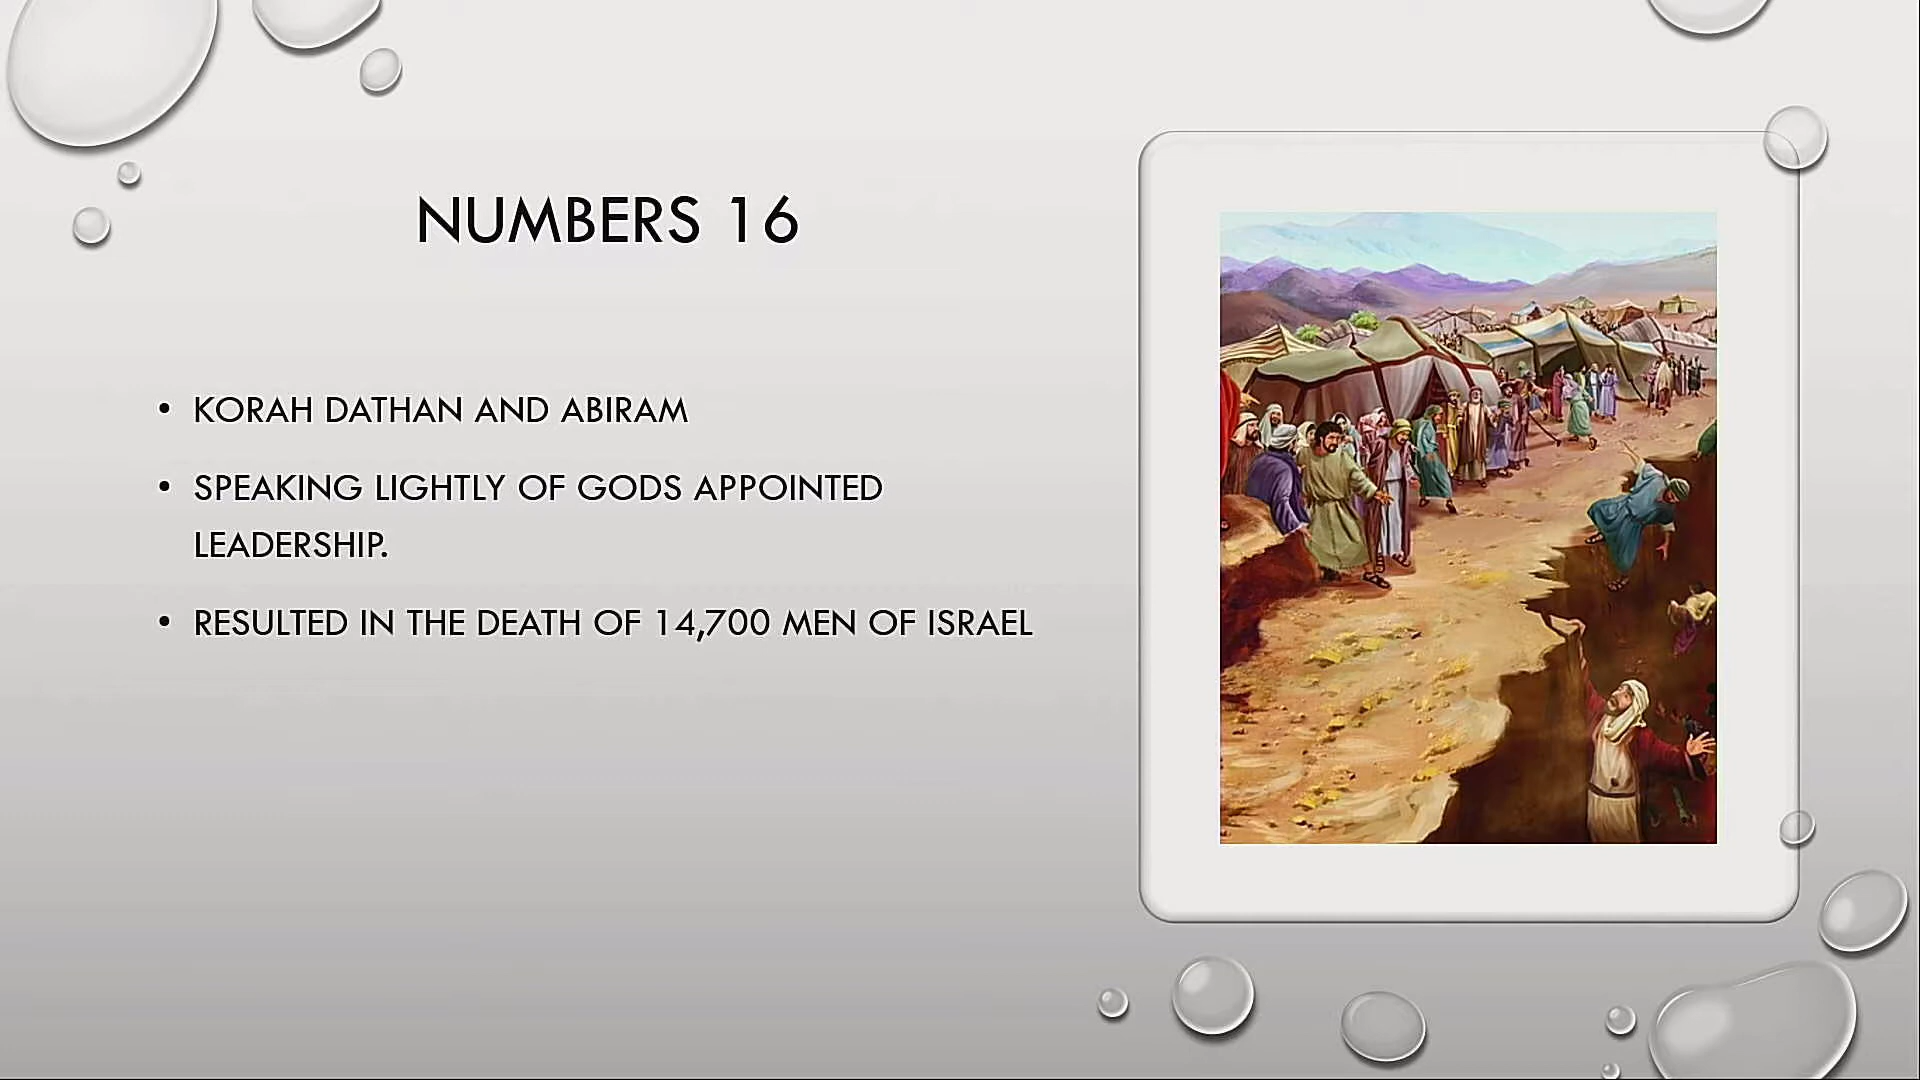 NUMBERS 16
• KORAH DATHAN AND ABIRAM
• SPEAKING LIGHTLY OF GODS APPOINTED
LEADERSHIP.
• RESULTED IN THE DEATH OF 14,700 MEN OF ISRAEL